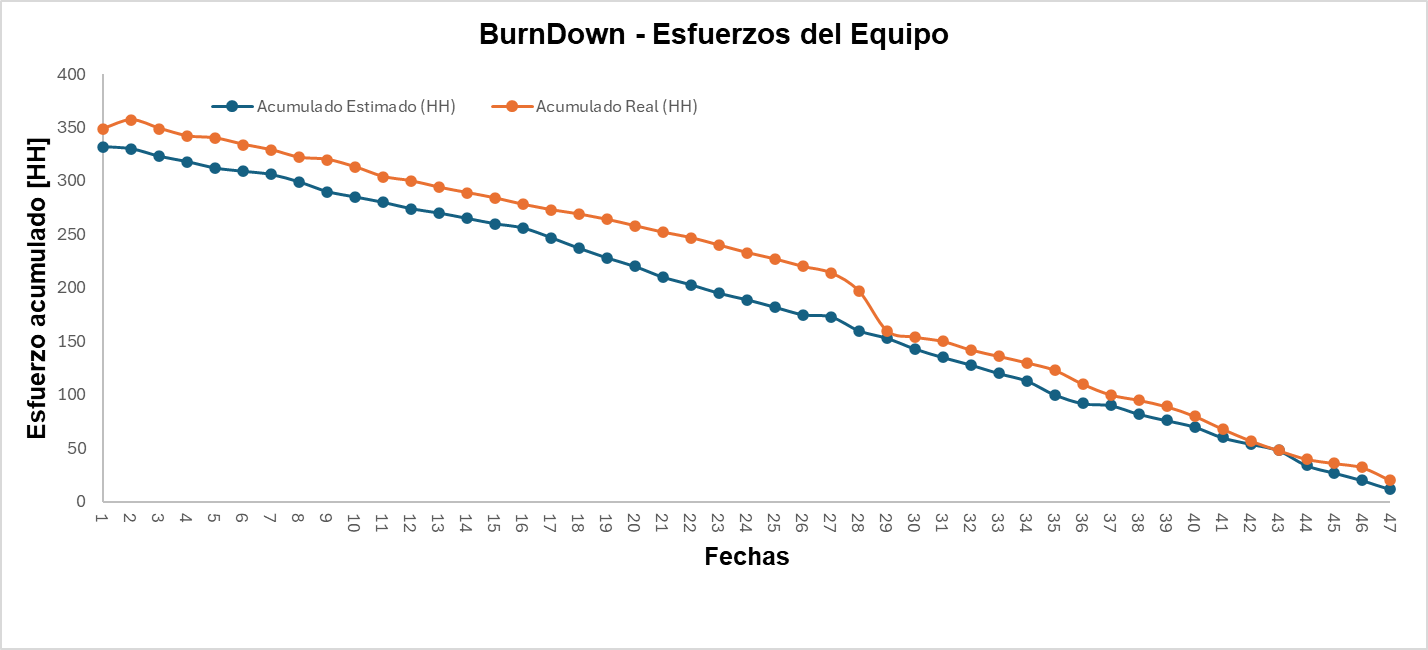 BurnDown - Esfuerzos del Equipo
400
350
300
250
200
150
100
50
0
Esfuerzo acumulado [HH]
Acumulado Estimado (HH) Acumulado Real (HH)
1 2 3 4 5 6 7 8 9 10 11 12 13 14 15 16 17 18 19 20 21 22 23 24 25 26 27 28 29 30 31 32 33 34 35 36 37 38 39 40 41 42 43 44 45 46 47
Fechas